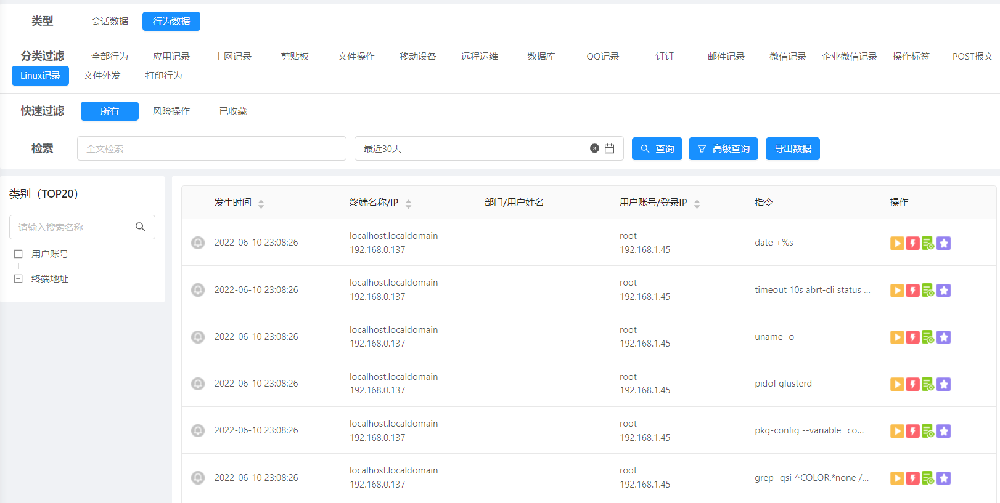 类型 会话数据 行为数据
分类过滤 全部行为 应用记录 上网记录 剪贴板 文件操作 移动设备 远程运维 数据库 QQ记录 钉钉 邮件记录 微信记录 企业微信记录 操作标签 POST报文
Linux记录 文件外发 打印行为
快速过滤 所有 风险操作 已收藏
检索 全文检索 最近30天 查询 高级查询 导出数据
类别（TOP20）
请输入搜索名称
用户账号
终端地址
发生时间 终端名称/IP 部门/用户姓名 用户账号/登录IP 指令 操作
2022-06-10 23:08:26 localhost.localdomain root date +%s
192.168.0.137 192.168.1.45
2022-06-10 23:08:26 localhost.localdomain root timeout 10s abrt-cli status ...
192.168.0.137 192.168.1.45
2022-06-10 23:08:26 localhost.localdomain root uname -o
192.168.0.137 192.168.1.45
2022-06-10 23:08:26 localhost.localdomain root pidof glusterd
192.168.0.137 192.168.1.45
2022-06-10 23:08:26 localhost.localdomain root pkg-config --variable=co...
192.168.0.137 192.168.1.45
2022-06-10 23:08:26 localhost.localdomain root grep -qsi ^COLOR.*none /...
192.168.0.137 192.168.1.45